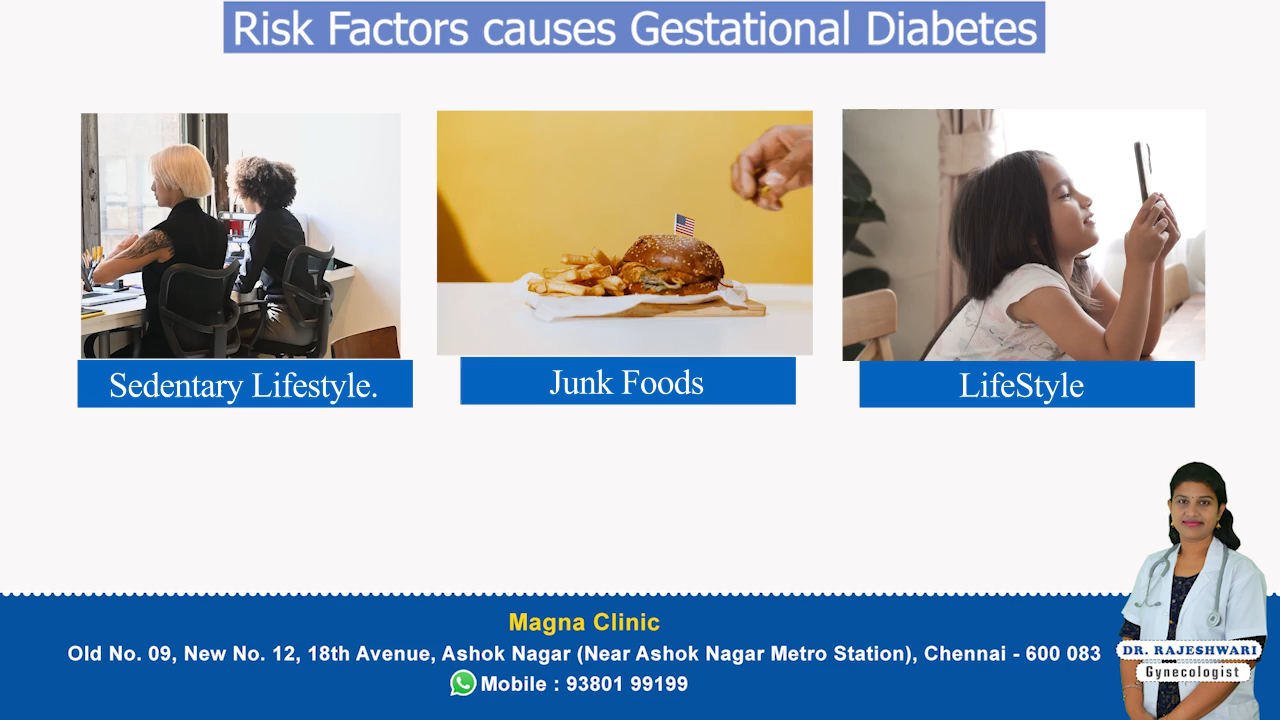 Risk Factors causes Gestational Diabetes
Sedentary Lifestyle.
Junk Foods
LifeStyle
Magna Clinic
Old No. 09, New No. 12, 18th Avenue, Ashok Nagar (Near Ashok Nagar Metro Station), Chennai - 600 083
Mobile : 93801 99199
DR. RAJESHWARI
Gynecologist